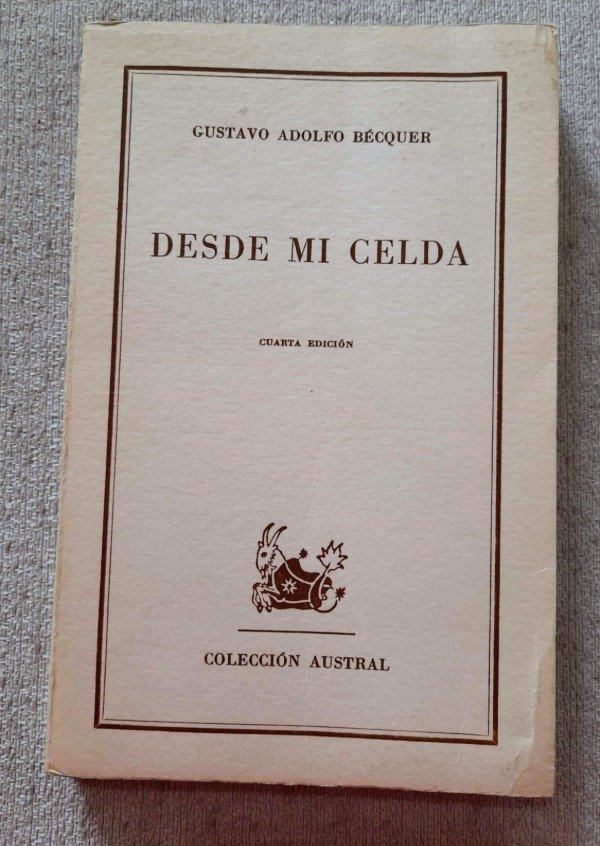 GUSTAVO ADOLFO BÉCQUER
DESDE MI CELDA
CUARTA EDICIÓN
COLECCIÓN AUSTRAL